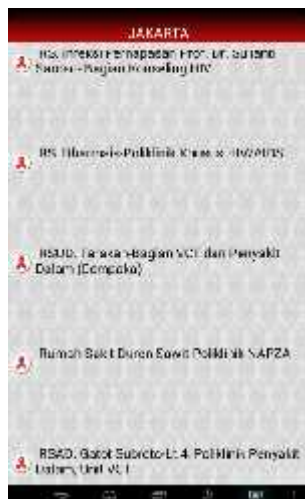 JAKARTA
RS. Infeksi Pernapasan Prof. Dr. Sulianti
Saroso - Bagian Konseling HIV
RS. Dharmais-Poliklinik Khusus HIV/AIDS
RSUD. Tarakan-Bagian VCT dan Penyakit
Dalam (Cempaka)
Rumah Sakit Duren Sawit Poliklinik NAPZA
RSAD. Gatot Subroto-Lt.4, Poliklinik Penyakit
Dalam, Unit VCT